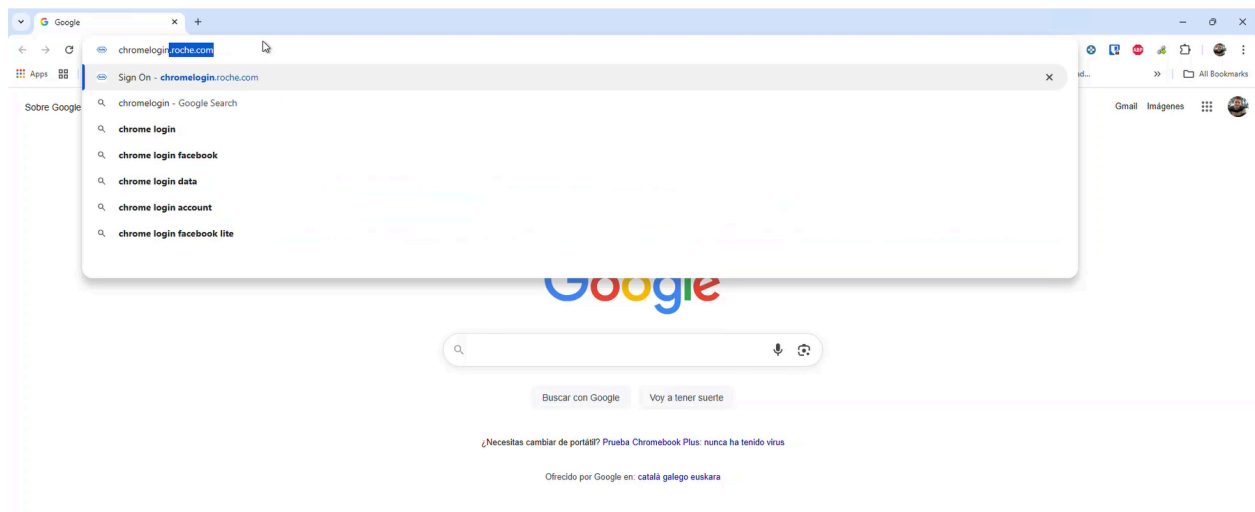 Google
chromelogin.roche.com
Apps
All Bookmarks
Sign On - chromelogin.roche.com
chromelogin - Google Search
chrome login
chrome login facebook
chrome login data
chrome login account
chrome login facebook lite
Sobre Google
Gmail Imágenes
Google
Buscar con Google Voy a tener suerte
¿Necesitas cambiar de portátil? Prueba Chromebook Plus: nunca ha tenido virus
Ofrecido por Google en: català galego euskara